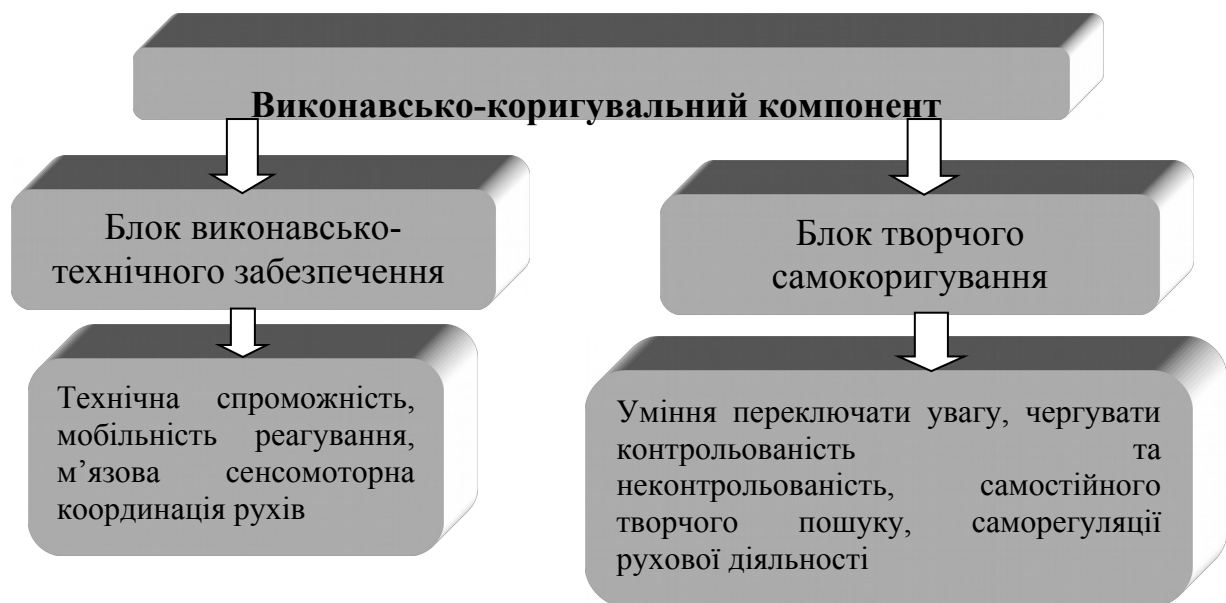 Виконавсько-коригувальний компонент
Блок виконавсько-
технічного забезпечення
Блок творчого
самокоригування
Технічна спроможність,
мобільність реагування,
м’язова сенсомоторна
координація рухів
Уміння переключати увагу, чергувати
контрольованість та
неконтрольованість, самостійного
творчого пошуку, саморегуляції
рухової діяльності